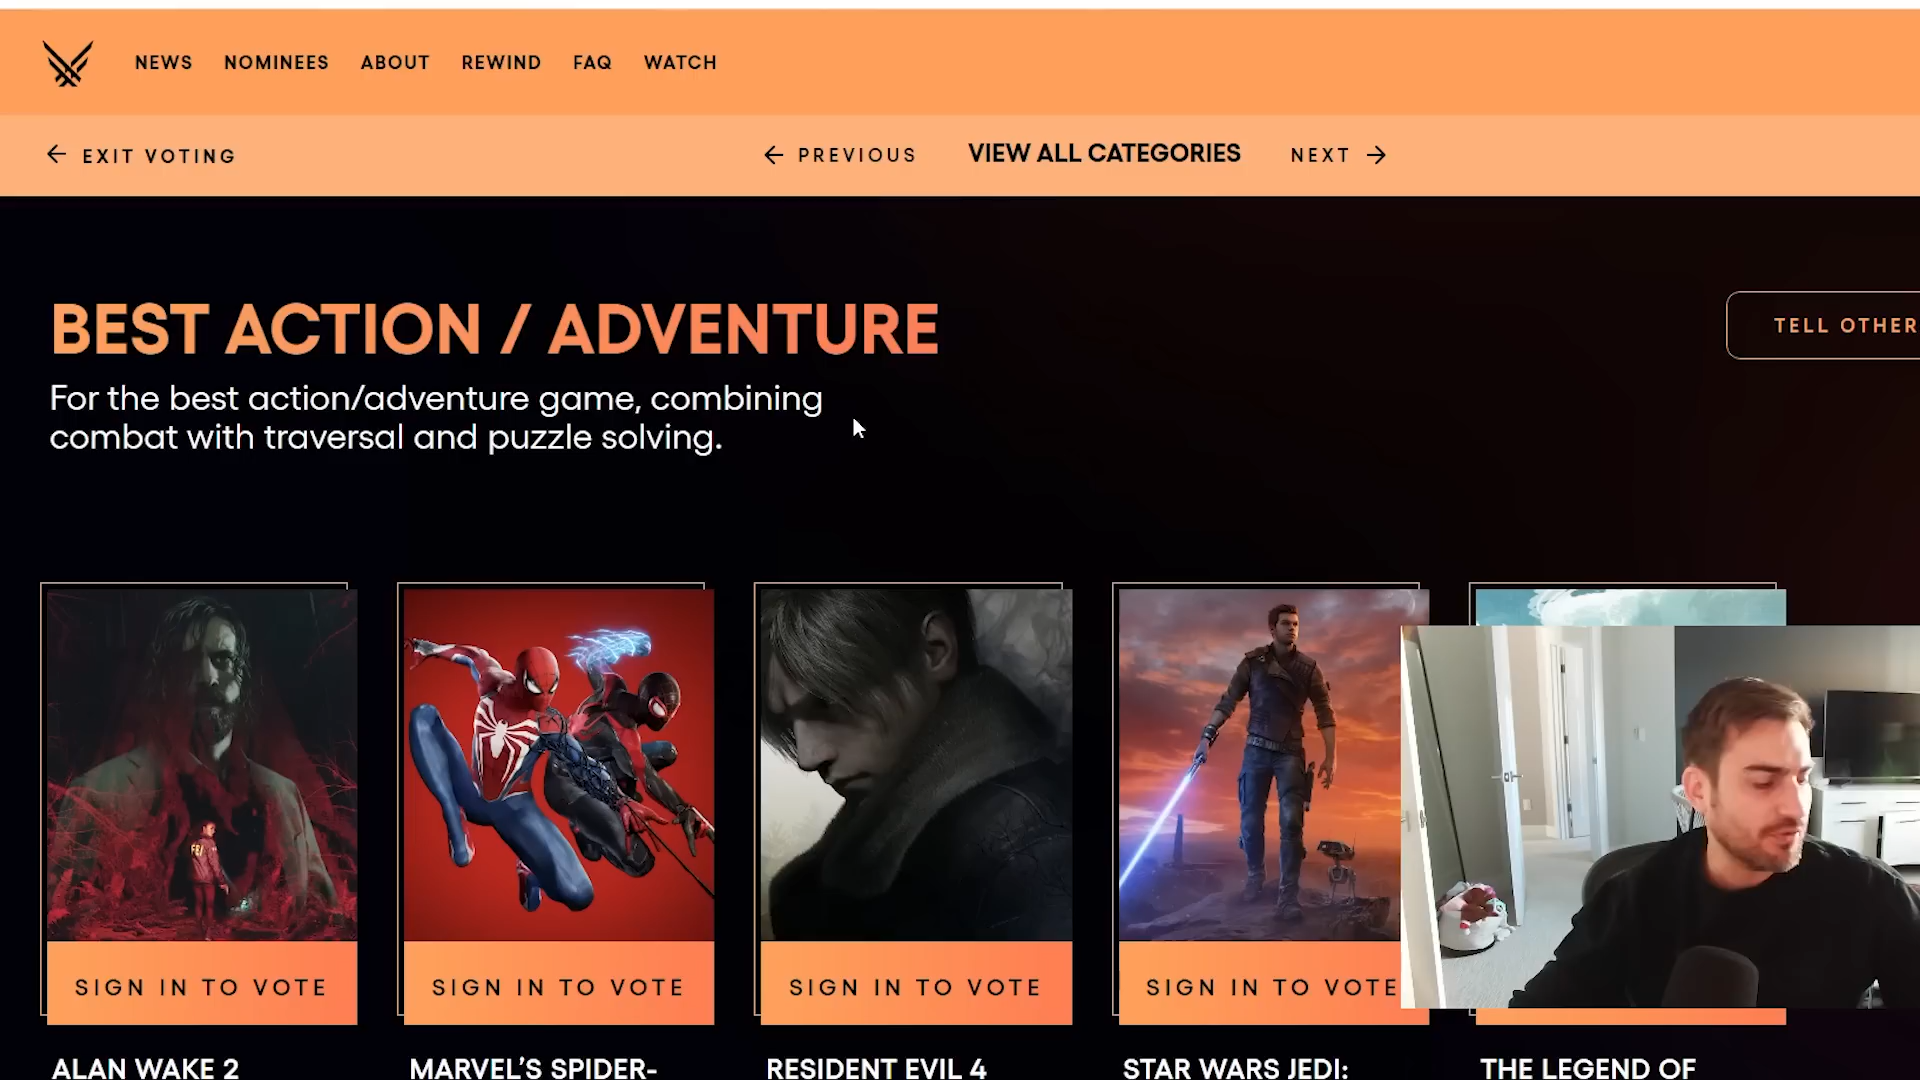 NEWS NOMINEES ABOUT REWIND FAQ WATCH
← EXIT VOTING ← PREVIOUS VIEW ALL CATEGORIES NEXT →
BEST ACTION / ADVENTURE
TELL OTHER
For the best action/adventure game, combining
combat with traversal and puzzle solving.
FBI
SIGN IN TO VOTE SIGN IN TO VOTE SIGN IN TO VOTE SIGN IN TO VOTE
ALAN WAKE 2 MARVEL’S SPIDER- RESIDENT EVIL 4 STAR WARS JEDI: THE LEGEND OF